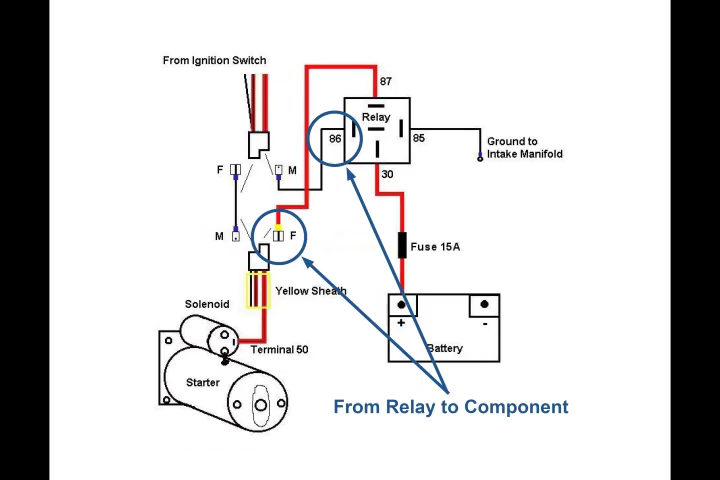 From Ignition Switch
87
Relay
86
85
Ground to
Intake Manifold
F
M
30
M
F
Fuse 15A
Yellow Sheath
Solenoid
+
-
Terminal 50
Battery
Starter
From Relay to Component